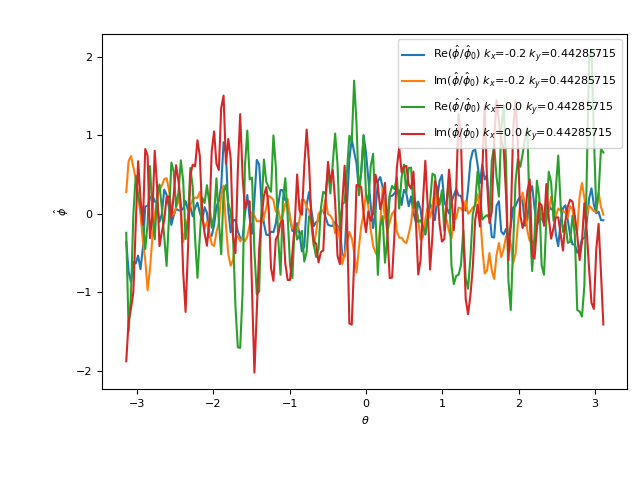 Re(ϕ̂/ϕ̂₀) kₓ=-0.2 k_y=0.44285715
Im(ϕ̂/ϕ̂₀) kₓ=-0.2 k_y=0.44285715
Re(ϕ̂/ϕ̂₀) kₓ=0.0 k_y=0.44285715
Im(ϕ̂/ϕ̂₀) kₓ=0.0 k_y=0.44285715
2
1
0
−1
−2
ϕ̂
−3 −2 −1 0 1 2 3
θ